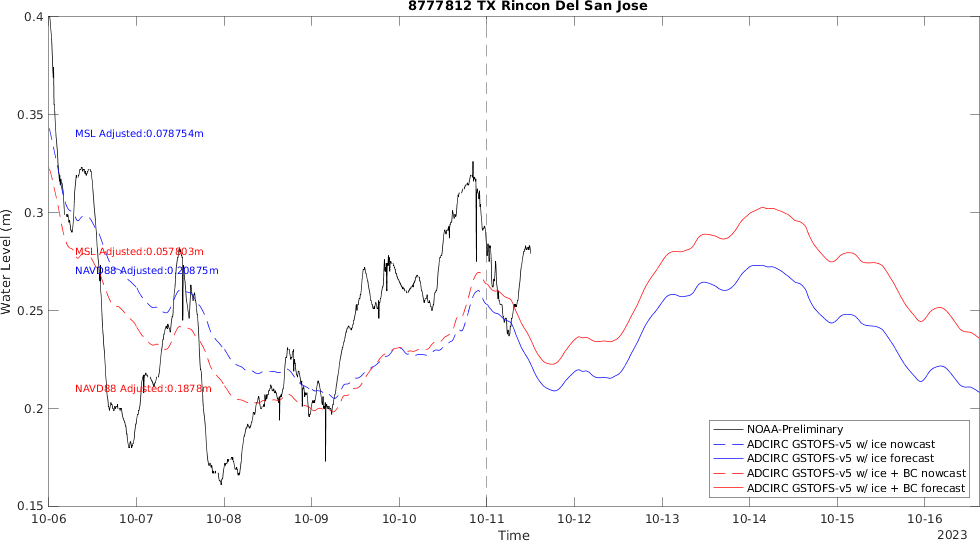 8777812 TX Rincon Del San Jose
Water Level (m)
0.4
0.35
0.3
0.25
0.2
0.15
MSL Adjusted:0.078754m
MSL Adjusted:0.057803m
NAVD88 Adjusted:0.20875m
NAVD88 Adjusted:0.1878m
NOAA-Preliminary
ADCIRC GSTOFS-v5 w/ ice nowcast
ADCIRC GSTOFS-v5 w/ ice forecast
ADCIRC GSTOFS-v5 w/ ice + BC nowcast
ADCIRC GSTOFS-v5 w/ ice + BC forecast
10-06 10-07 10-08 10-09 10-10 10-11 10-12 10-13 10-14 10-15 10-16
Time
2023